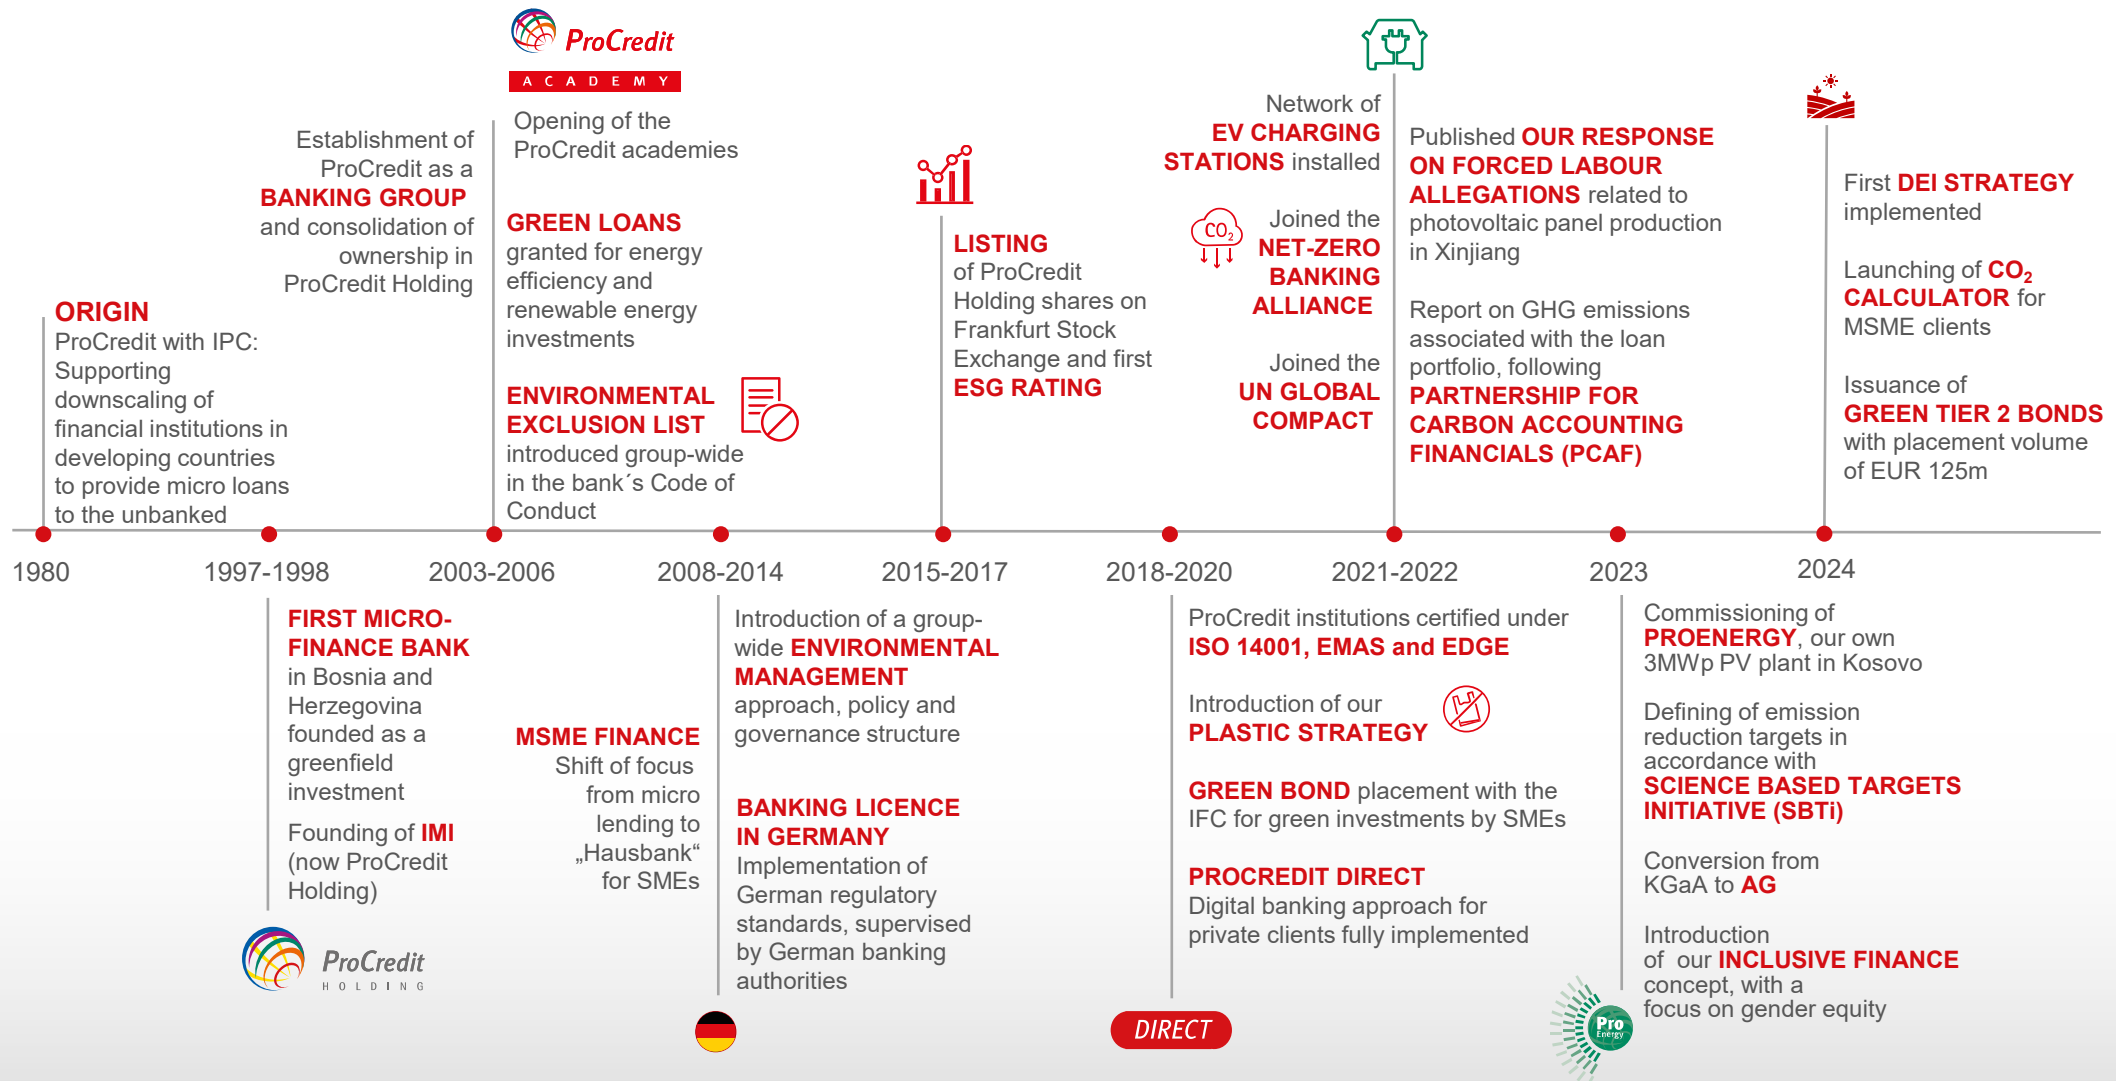 ORIGIN
ProCredit with IPC:
Supporting
downscaling of
financial institutions in
developing countries
to provide micro loans
to the unbanked
1980
1997-1998
FIRST MICRO-
FINANCE BANK
in Bosnia and
Herzegovina
founded as a
greenfield
investment
Founding of IMI
(now ProCredit
Holding)
ProCredit
HOLDING
Establishment of
ProCredit as a
BANKING GROUP
and consolidation of
ownership in
ProCredit Holding
ProCredit
ACADEMY
Opening of the
ProCredit academies
GREEN LOANS
granted for energy
efficiency and
renewable energy
investments
ENVIRONMENTAL
EXCLUSION LIST
introduced group-wide
in the bank´s Code of
Conduct
2003-2006
2008-2014
MSME FINANCE
Shift of focus
from micro
lending to
„Hausbank“
for SMEs
Introduction of a group-
wide ENVIRONMENTAL
MANAGEMENT
approach, policy and
governance structure
BANKING LICENCE
IN GERMANY
Implementation of
German regulatory
standards, supervised
by German banking
authorities
LISTING
of ProCredit
Holding shares on
Frankfurt Stock
Exchange and first
ESG RATING
2015-2017
2018-2020
ProCredit institutions certified under
ISO 14001, EMAS and EDGE
Introduction of our
PLASTIC STRATEGY
GREEN BOND placement with the
IFC for green investments by SMEs
PROCREDIT DIRECT
Digital banking approach for
private clients fully implemented
DIRECT
Network of
EV CHARGING
STATIONS installed
CO₂
Joined the
NET-ZERO
BANKING
ALLIANCE
Joined the
UN GLOBAL
COMPACT
Published OUR RESPONSE
ON FORCED LABOUR
ALLEGATIONS related to
photovoltaic panel production
in Xinjiang
Report on GHG emissions
associated with the loan
portfolio, following
PARTNERSHIP FOR
CARBON ACCOUNTING
FINANCIALS (PCAF)
2021-2022
2023
Commissioning of
PROENERGY, our own
3MWp PV plant in Kosovo
Defining of emission
reduction targets in
accordance with
SCIENCE BASED TARGETS
INITIATIVE (SBTi)
Conversion from
KGaA to AG
Introduction
of our INCLUSIVE FINANCE
concept, with a
focus on gender equity
Pro
Energy
First DEI STRATEGY
implemented
Launching of CO₂
CALCULATOR for
MSME clients
Issuance of
GREEN TIER 2 BONDS
with placement volume
of EUR 125m
2024